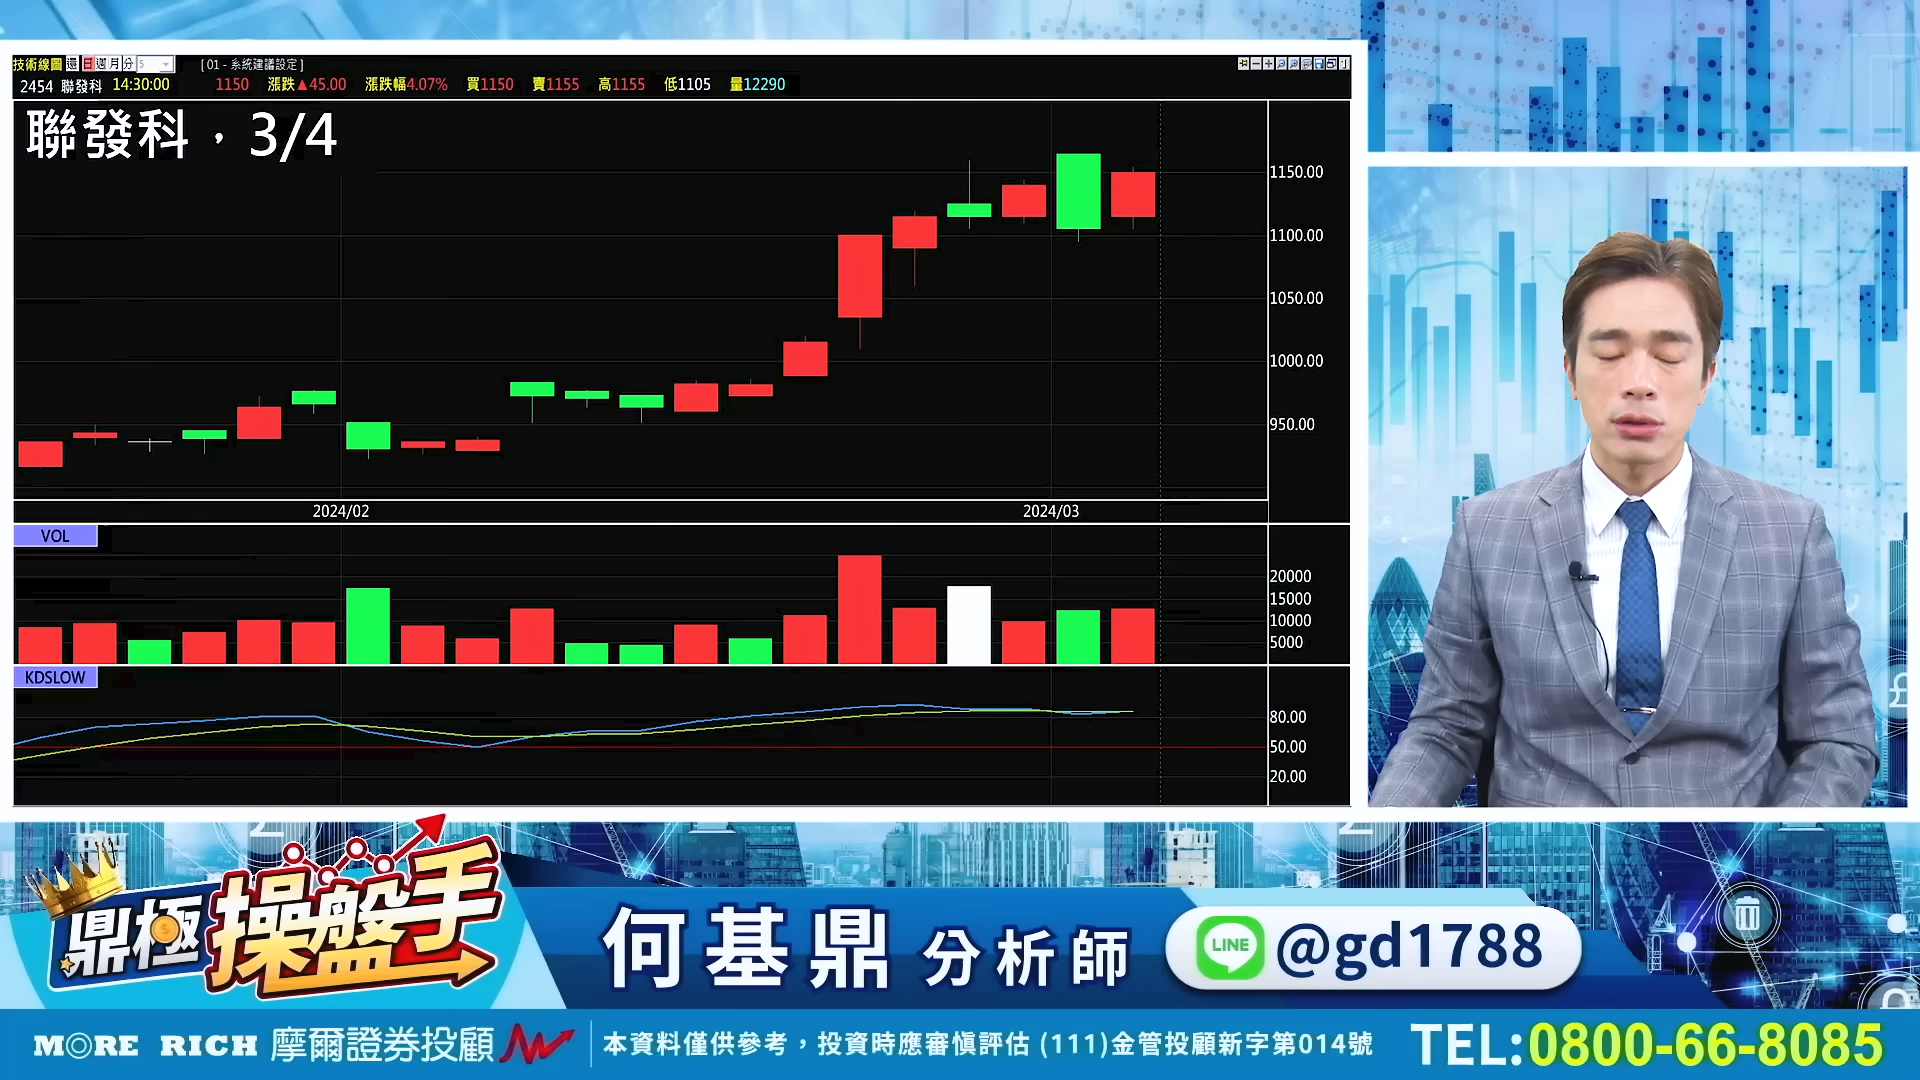 技術線圖 還 日 週 月 分 5 [ 01 - 系統建議設定 ]
2454 聯發科 14:30:00 1150 漲跌▲45.00 漲跌幅4.07% 買1150 賣1155 高1155 低1105 量12290
聯發科，3/4
1150.00
1100.00
1050.00
1000.00
950.00
2024/02 2024/03
VOL
20000
15000
10000
5000
KDSLOW
80.00
50.00
20.00
鼎極操盤手
何基鼎 分析師
LINE @gd1788
MORE RICH 摩爾證券投顧
本資料僅供參考，投資時應審慎評估 (111)金管投顧新字第014號
TEL:0800-66-8085